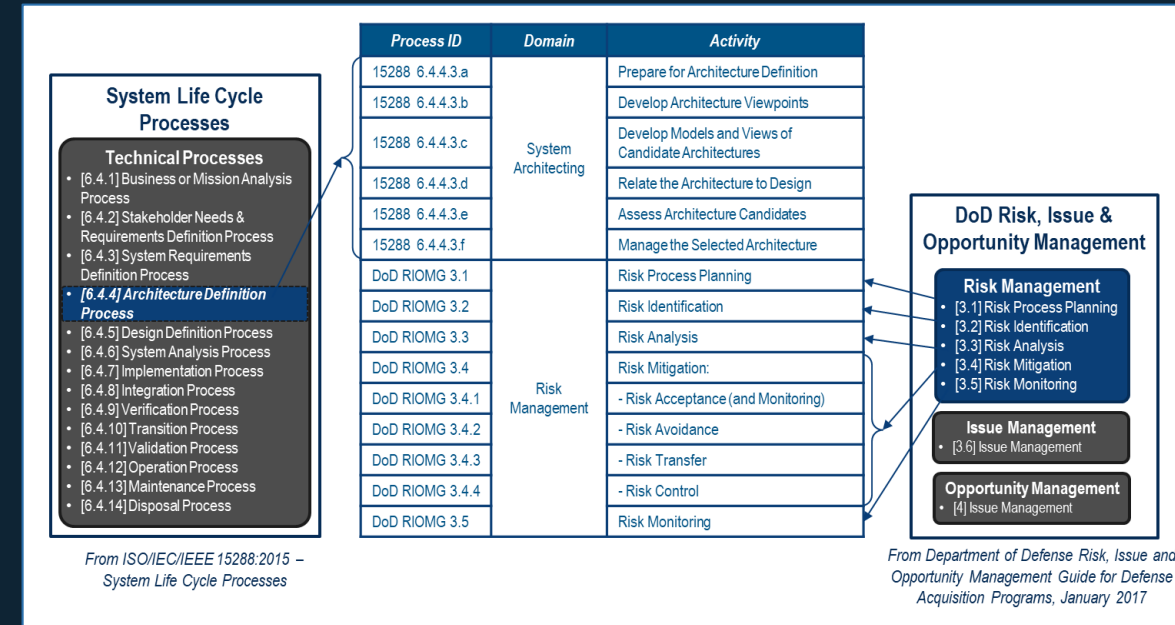 System Life Cycle
Processes
Technical Processes
• [6.4.1] Business or Mission Analysis
Process
• [6.4.2] Stakeholder Needs &
Requirements Definition Process
• [6.4.3] System Requirements
Definition Process
• [6.4.4] Architecture Definition
Process
• [6.4.5] Design Definition Process
• [6.4.6] System Analysis Process
• [6.4.7] Implementation Process
• [6.4.8] Integration Process
• [6.4.9] Verification Process
• [6.4.10] Transition Process
• [6.4.11] Validation Process
• [6.4.12] Operation Process
• [6.4.13] Maintenance Process
• [6.4.14] Disposal Process
From ISO/IEC/IEEE 15288:2015 –
System Life Cycle Processes
Process ID Domain Activity
15288 6.4.4.3.a Prepare for Architecture Definition
15288 6.4.4.3.b Develop Architecture Viewpoints
15288 6.4.4.3.c Develop Models and Views of
Candidate Architectures
System
Architecting
15288 6.4.4.3.d Relate the Architecture to Design
15288 6.4.4.3.e Assess Architecture Candidates
15288 6.4.4.3.f Manage the Selected Architecture
DoD RIOMG 3.1 Risk Process Planning
DoD RIOMG 3.2 Risk Identification
DoD RIOMG 3.3 Risk Analysis
DoD RIOMG 3.4 Risk Mitigation:
Risk
Management
DoD RIOMG 3.4.1 - Risk Acceptance (and Monitoring)
DoD RIOMG 3.4.2 - Risk Avoidance
DoD RIOMG 3.4.3 - Risk Transfer
DoD RIOMG 3.4.4 - Risk Control
DoD RIOMG 3.5 Risk Monitoring
DoD Risk, Issue &
Opportunity Management
Risk Management
• [3.1] Risk Process Planning
• [3.2] Risk Identification
• [3.3] Risk Analysis
• [3.4] Risk Mitigation
• [3.5] Risk Monitoring
Issue Management
• [3.6] Issue Management
Opportunity Management
• [4] Issue Management
From Department of Defense Risk, Issue and
Opportunity Management Guide for Defense
Acquisition Programs, January 2017